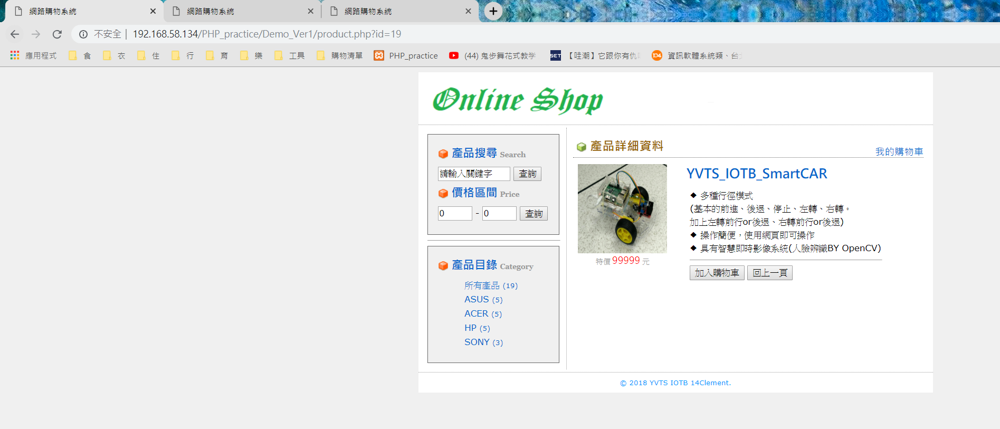 網路購物系統
網路購物系統
網路購物系統
不安全 | 192.168.58.134/PHP_practice/Demo_Ver1/product.php?id=19
應用程式 食 衣 住 行 育 樂 工具 購物清單 PHP_practice (44) 鬼步舞花式教学 SET 【哇潮】它跟你有仇 104 資訊軟體系統類、台
Online Shop
產品搜尋 Search
請輸入關鍵字 查詢
價格區間 Price
0 - 0 查詢
產品目錄 Category
所有產品 (19)
ASUS (5)
ACER (5)
HP (5)
SONY (3)
產品詳細資料
我的購物車
特價 99999 元
YVTS_IOTB_SmartCAR
◆ 多種行徑模式
(基本的前進、後退、停止、左轉、右轉。
加上左轉前行or後退、右轉前行or後退)
◆ 操作簡便，使用網頁即可操作
◆ 具有智慧即時影像系統(人臉辨識BY OpenCV)
加入購物車 回上一頁
© 2018 YVTS IOTB 14Clement.